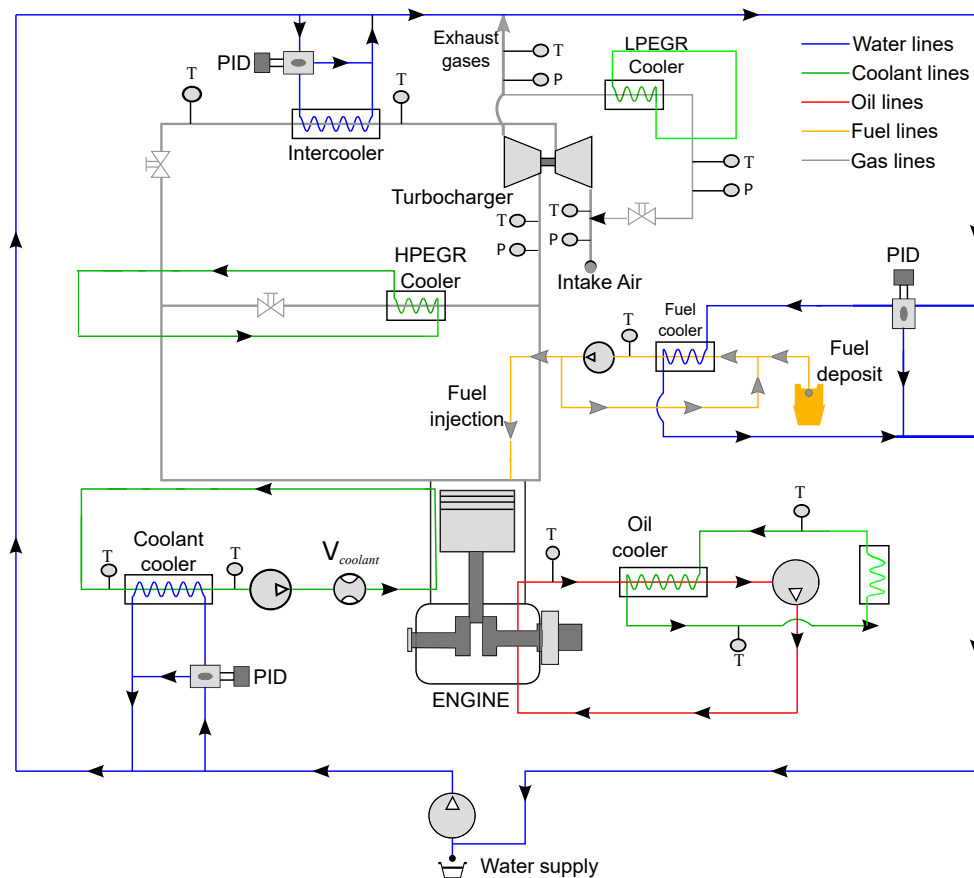 Exhaust
gases
T
P
LPEGR
Cooler
Water lines
Coolant lines
Oil lines
Fuel lines
Gas lines
PID
T
T
Intercooler
Turbocharger
T
P
T
P
T
P
Intake Air
HPEGR
Cooler
PID
T
Fuel
cooler
Fuel
deposit
Fuel
injection
Coolant
cooler
T
T
V coolant
T
Oil
cooler
T
T
PID
ENGINE
Water supply